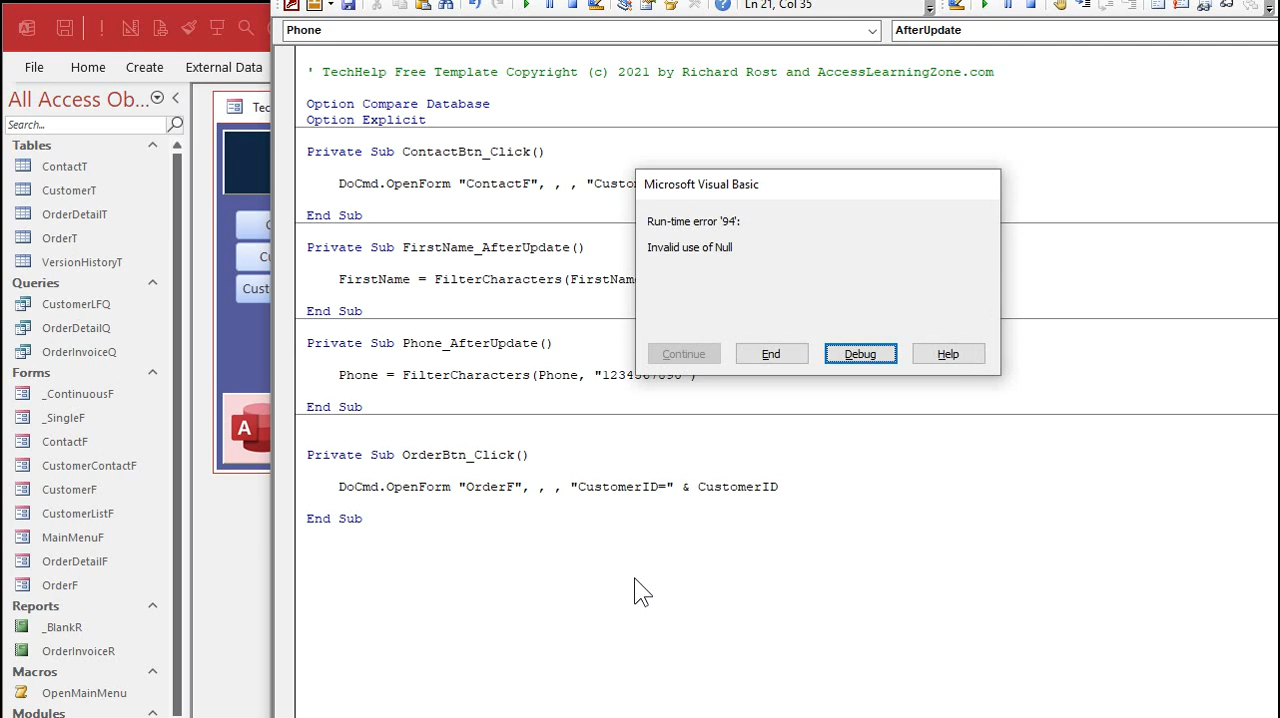 Ln 21, Col 35
Phone
AfterUpdate
File Home Create External Data
All Access Ob...
Search...
Tables
ContactT
CustomerT
OrderDetailT
OrderT
VersionHistoryT
Queries
CustomerLFQ
OrderDetailQ
OrderInvoiceQ
Forms
_ContinuousF
_SingleF
ContactF
CustomerContactF
CustomerF
CustomerListF
MainMenuF
OrderDetailF
OrderF
Reports
_BlankR
OrderInvoiceR
Macros
OpenMainMenu
Modules
Tec
C
Cu
Cust
A
' TechHelp Free Template Copyright (c) 2021 by Richard Rost and AccessLearningZone.com
Option Compare Database
Option Explicit
Private Sub ContactBtn_Click()
DoCmd.OpenForm "ContactF", , , "Custo
End Sub
Private Sub FirstName_AfterUpdate()
FirstName = FilterCharacters(FirstName
End Sub
Private Sub Phone_AfterUpdate()
Phone = FilterCharacters(Phone, "1234567890")
End Sub
Private Sub OrderBtn_Click()
DoCmd.OpenForm "OrderF", , , "CustomerID=" & CustomerID
End Sub
Microsoft Visual Basic
Run-time error '94':
Invalid use of Null
Continue End Debug Help